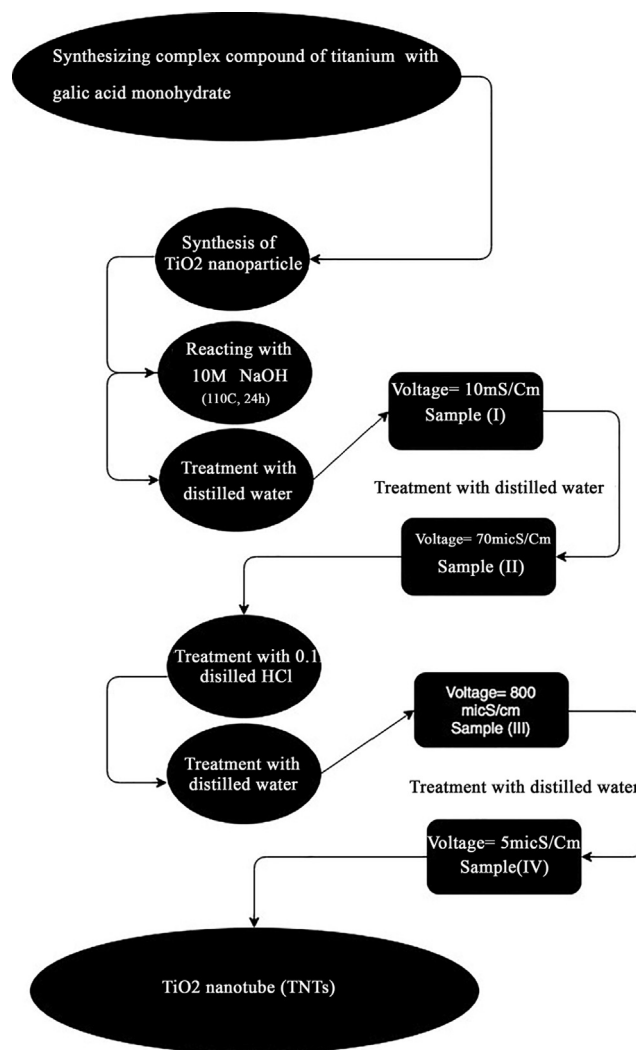 Synthesizing complex compound of titanium with
galic acid monohydrate
Synthesis of
TiO2 nanoparticle
Reacting with
10M NaOH
(110C, 24h)
Treatment with
distilled water
Voltage= 10mS/Cm
Sample (I)
Treatment with distilled water
Voltage= 70micS/Cm
Sample (II)
Treatment with 0.1
disilled HCl
Treatment with
distilled water
Voltage= 800
micS/cm
Sample (III)
Treatment with distilled water
Voltage= 5micS/Cm
Sample(IV)
TiO2 nanotube (TNTs)